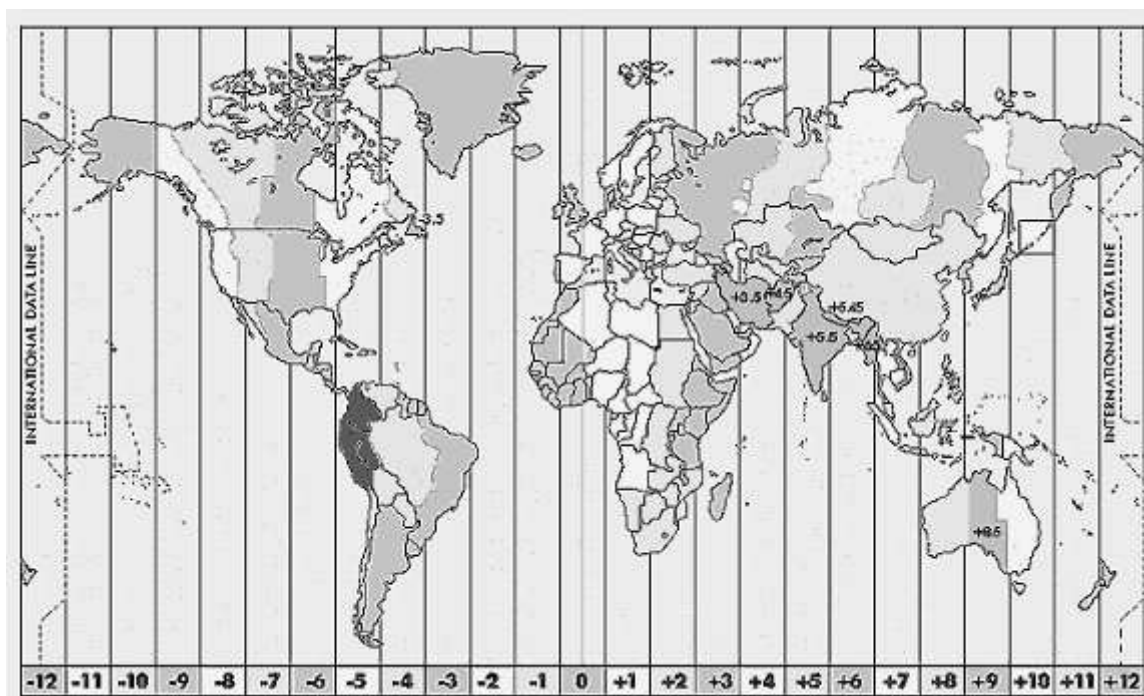 -3.5
+3.5
+4.5
+5.45
+5.5
INTERNATIONAL DATA LINE
INTERNATIONAL DATA LINE
+8.5
-12 -11 -10 -9 -8 -7 -6 -5 -4 -3 -2 -1 0 +1 +2 +3 +4 +5 +6 +7 +8 +9 +10 +11 +12